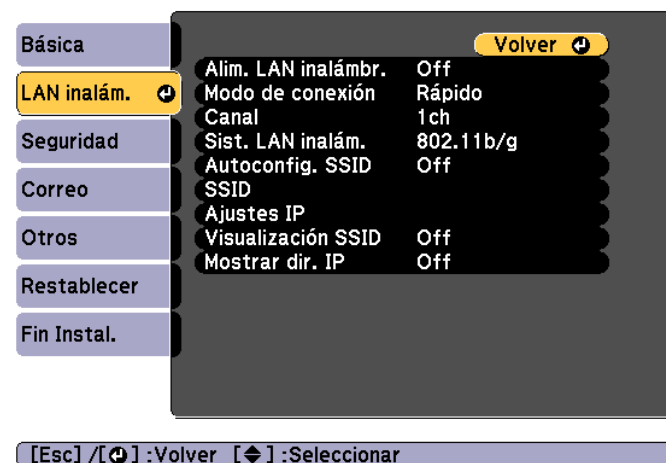 Básica
LAN inalám.
Seguridad
Correo
Otros
Restablecer
Fin Instal.
Volver
Alim. LAN inalámbr. Off
Modo de conexión Rápido
Canal 1ch
Sist. LAN inalám. 802.11b/g
Autoconfig. SSID Off
SSID
Ajustes IP
Visualización SSID Off
Mostrar dir. IP Off
[Esc] /[⏎] :Volver [◆] :Seleccionar